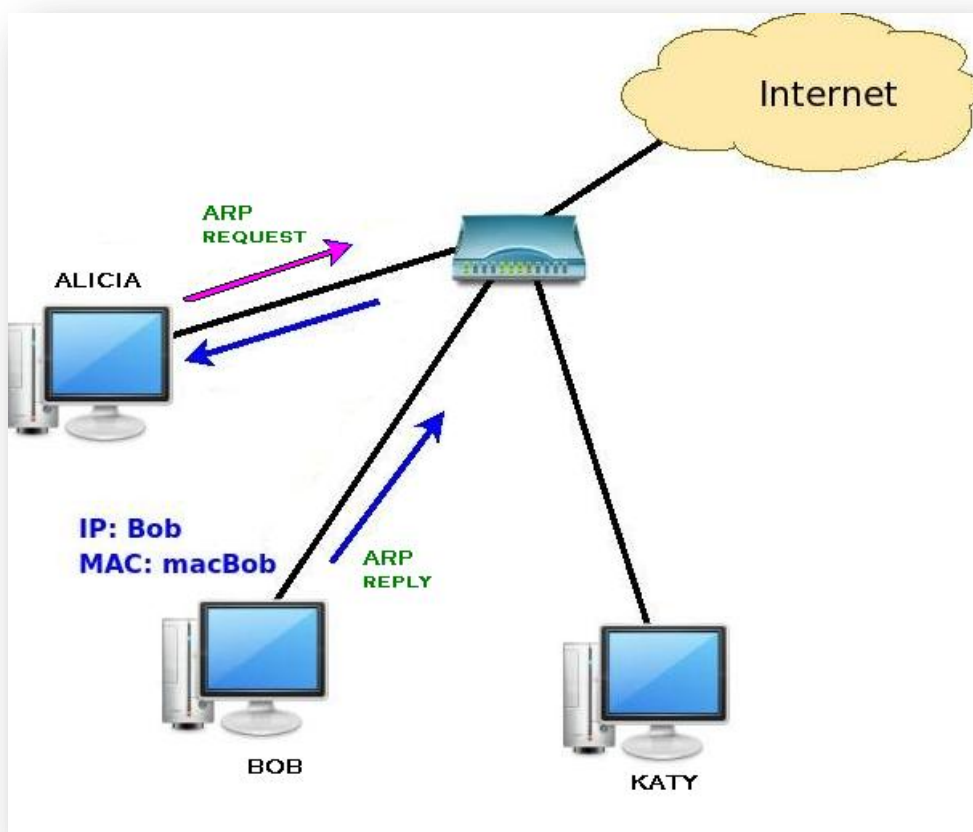 Internet
ARP
REQUEST
ALICIA
IP: Bob
MAC: macBob
ARP
REPLY
BOB
KATY